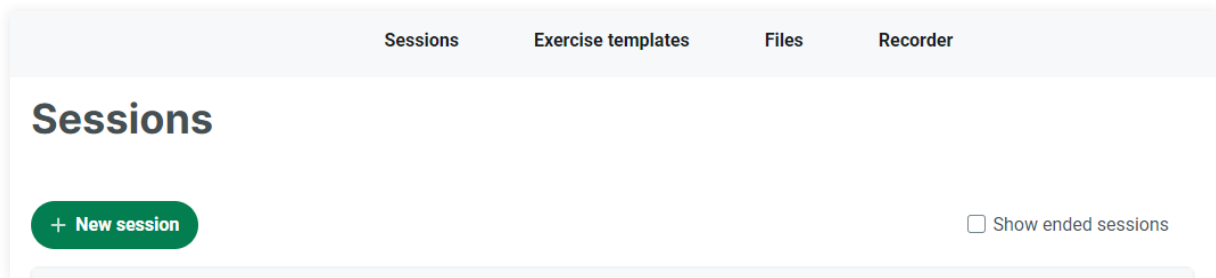 Sessions Exercise templates Files Recorder
Sessions
+ New session Show ended sessions